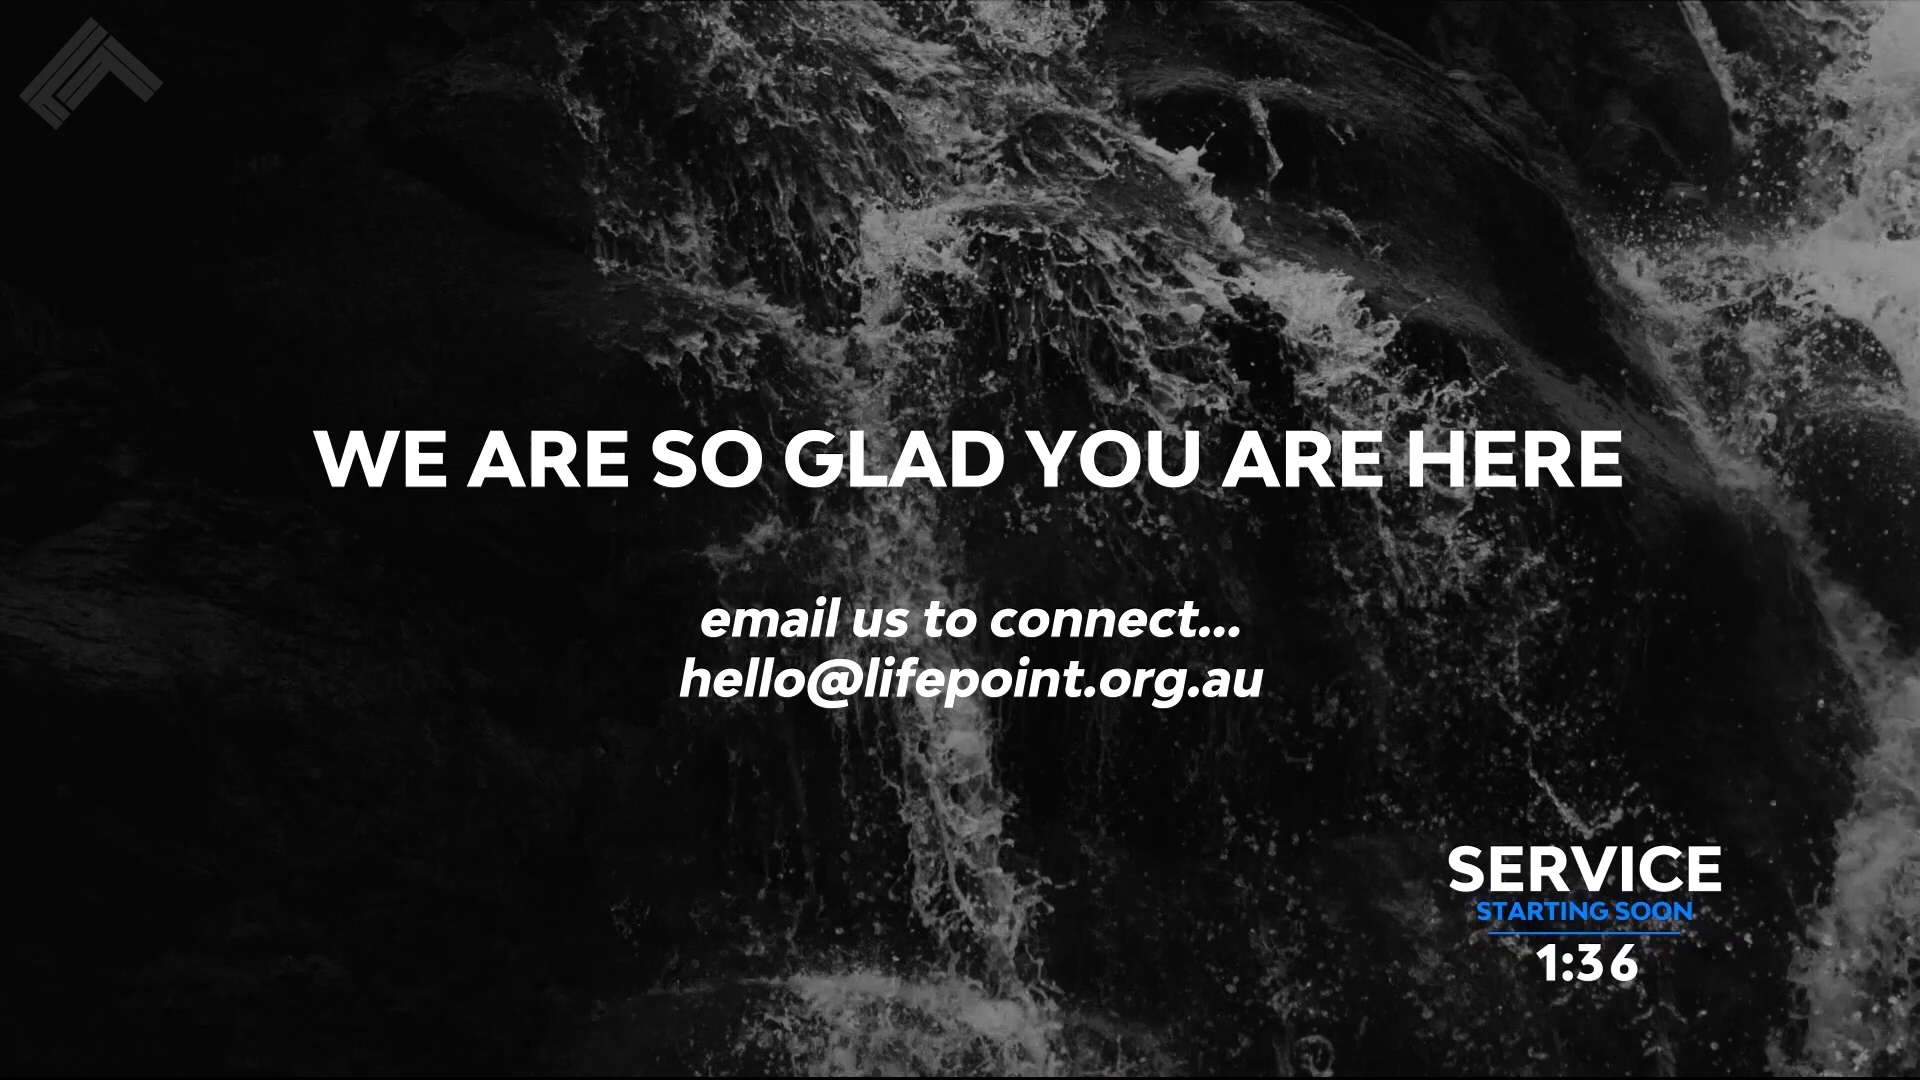 WE ARE SO GLAD YOU ARE HERE
email us to connect...
hello@lifepoint.org.au
SERVICE
STARTING SOON
1:36